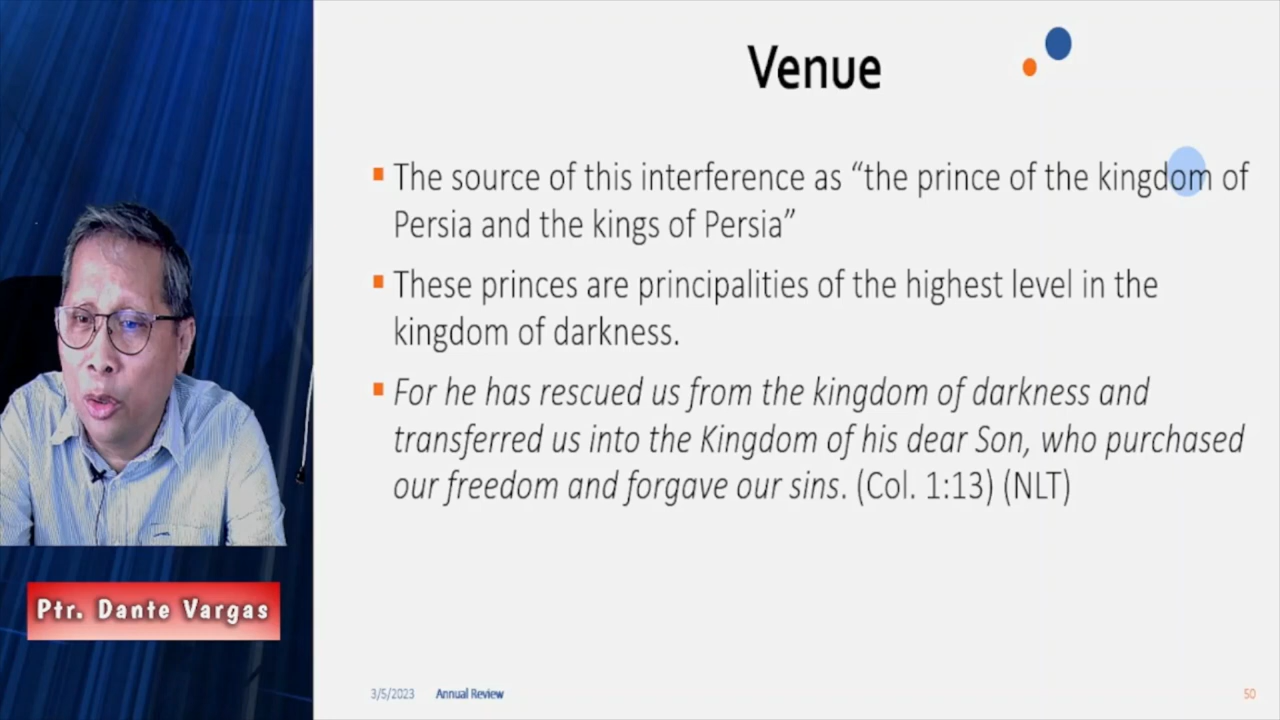 Venue
The source of this interference as “the prince of the kingdom of
Persia and the kings of Persia”
These princes are principalities of the highest level in the
kingdom of darkness.
For he has rescued us from the kingdom of darkness and
transferred us into the Kingdom of his dear Son, who purchased
our freedom and forgave our sins. (Col. 1:13) (NLT)
Ptr. Dante Vargas
3/5/2023
Annual Review
50